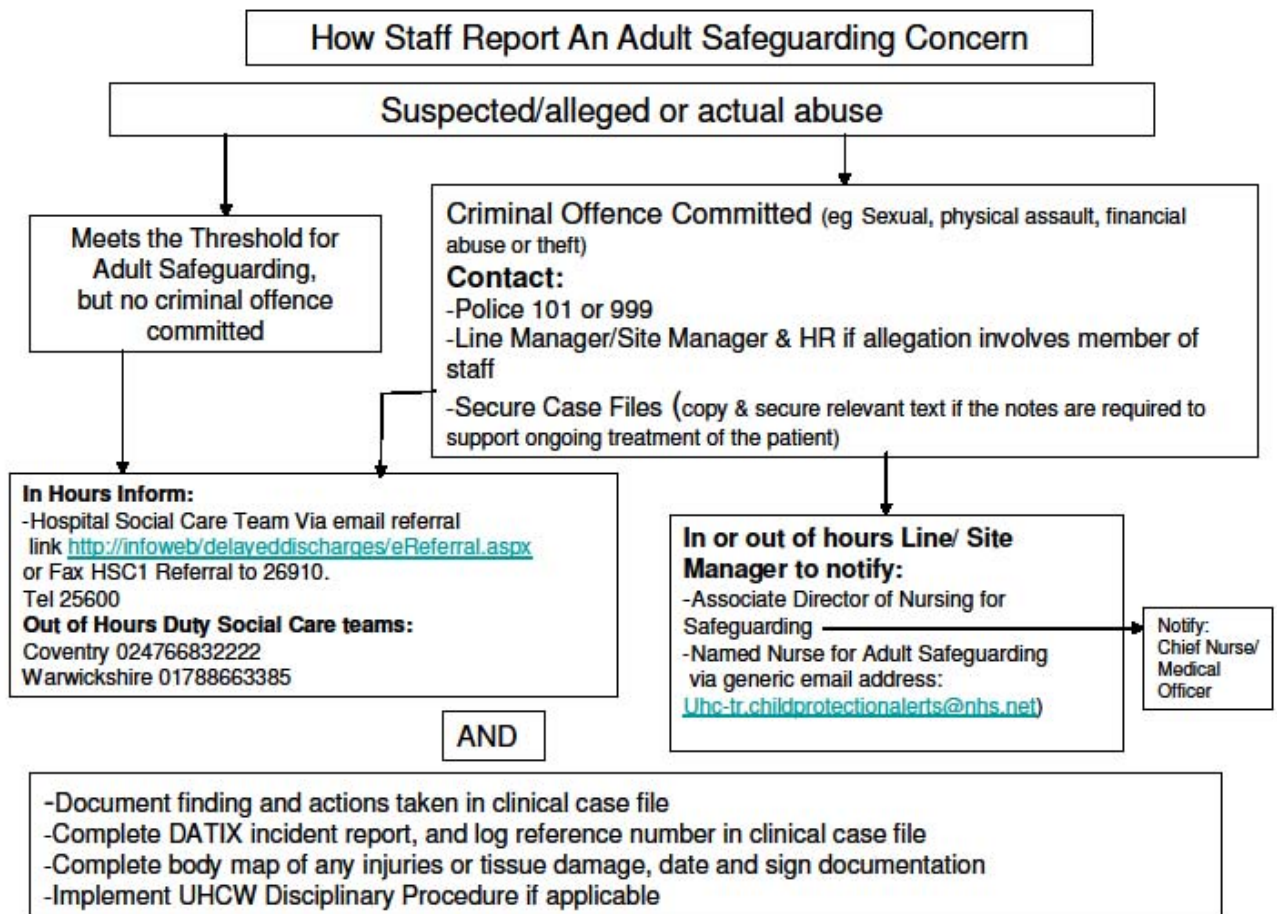 How Staff Report An Adult Safeguarding Concern
Suspected/alleged or actual abuse
Meets the Threshold for
Adult Safeguarding,
but no criminal offence
committed
Criminal Offence Committed (eg Sexual, physical assault, financial
abuse or theft)
Contact:
-Police 101 or 999
-Line Manager/Site Manager & HR if allegation involves member of
staff
-Secure Case Files (copy & secure relevant text if the notes are required to
support ongoing treatment of the patient)
In Hours Inform:
-Hospital Social Care Team Via email referral
link http://infoweb/delayeddischarges/eReferral.aspx
or Fax HSC1 Referral to 26910.
Tel 25600
Out of Hours Duty Social Care teams:
Coventry 024766832222
Warwickshire 01788663385
In or out of hours Line/ Site
Manager to notify:
-Associate Director of Nursing for
Safeguarding
-Named Nurse for Adult Safeguarding
via generic email address:
Uhc-tr.childprotectionalerts@nhs.net)
Notify:
Chief Nurse/
Medical
Officer
AND
-Document finding and actions taken in clinical case file
-Complete DATIX incident report, and log reference number in clinical case file
-Complete body map of any injuries or tissue damage, date and sign documentation
-Implement UHCW Disciplinary Procedure if applicable